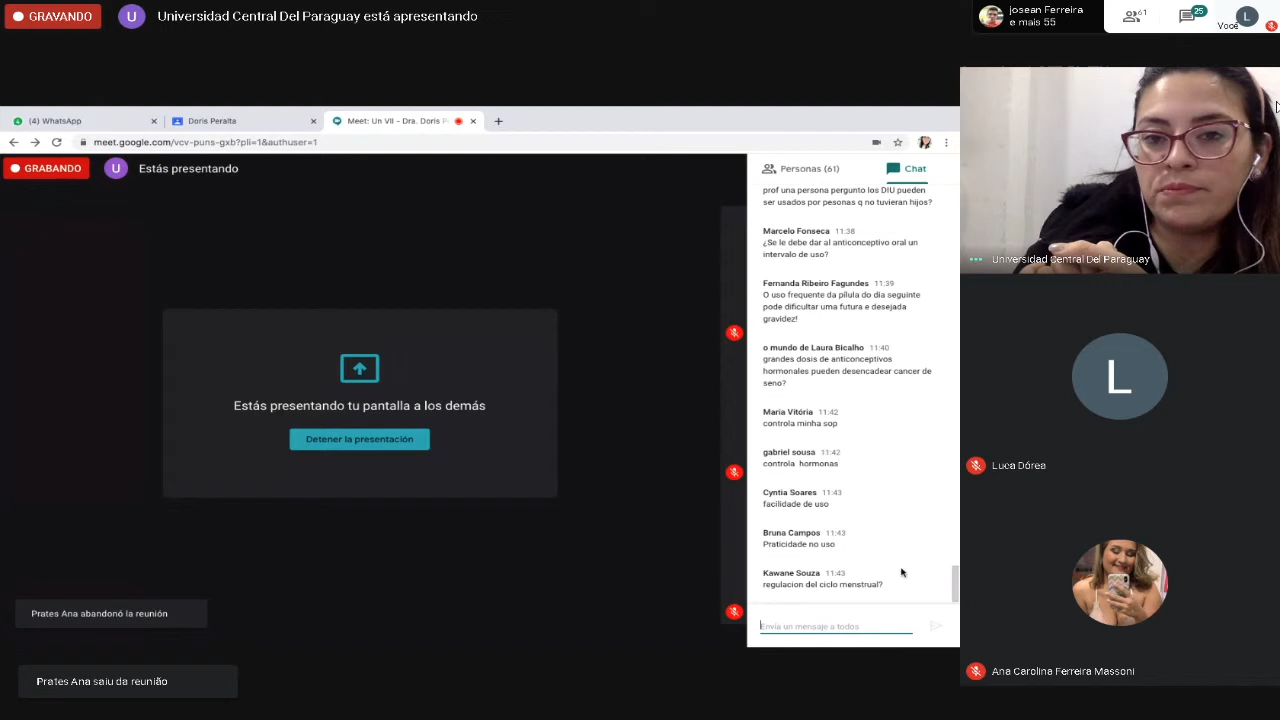 GRAVANDO
U
Universidad Central Del Paraguay está apresentando
josean Ferreira
e mais 55
61
25
L
Você
(4) WhatsApp
Doris Peralta
Meet: Un VII - Dra. Doris P
meet.google.com/vcv-puns-gxb?pli=1&authuser=1
GRABANDO
U
Estás presentando
Personas (61)
Chat
prof una persona pergunto los DIU pueden
ser usados por pesonas q no tuvieran hijos?
Marcelo Fonseca 11:38
¿Se le debe dar al anticonceptivo oral un
intervalo de uso?
Fernanda Ribeiro Fagundes 11:39
O uso frequente da pílula do dia seguinte
pode dificultar uma futura e desejada
gravidez!
o mundo de Laura Bicalho 11:40
grandes dosis de anticonceptivos
hormonales pueden desencadear cancer de
seno?
Maria Vitória 11:42
controla minha sop
gabriel sousa 11:42
controla hormonas
Cyntia Soares 11:43
facilidade de uso
Bruna Campos 11:43
Praticidade no uso
Kawane Souza 11:43
regulacion del ciclo menstrual?
Envía un mensaje a todos
Estás presentando tu pantalla a los demás
Detener la presentación
Prates Ana abandonó la reunión
Prates Ana saiu da reunião
Universidad Central Del Paraguay
L
Luca Dórea
Ana Carolina Ferreira Massoni